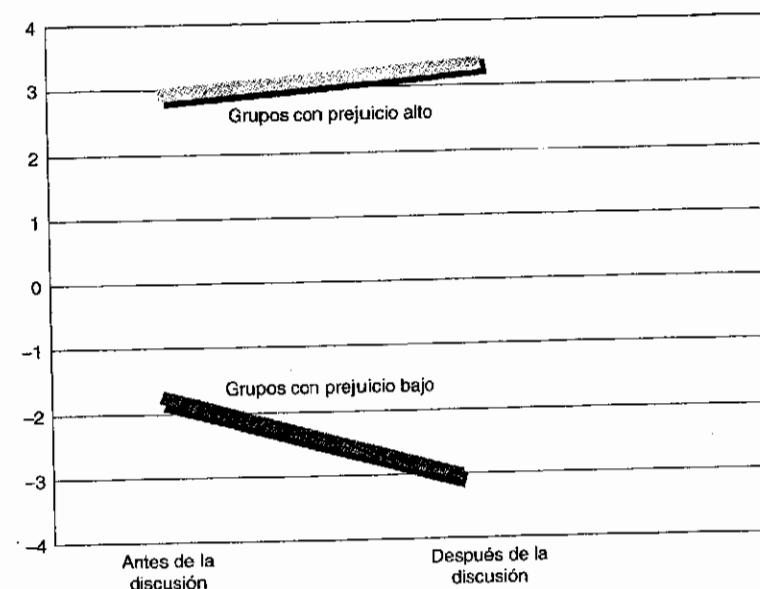 4
3
Grupos con prejuicio alto
2
1
0
−1
Grupos con prejuicio bajo
−2
−3
−4
Antes de la
discusión
Después de la
discusión